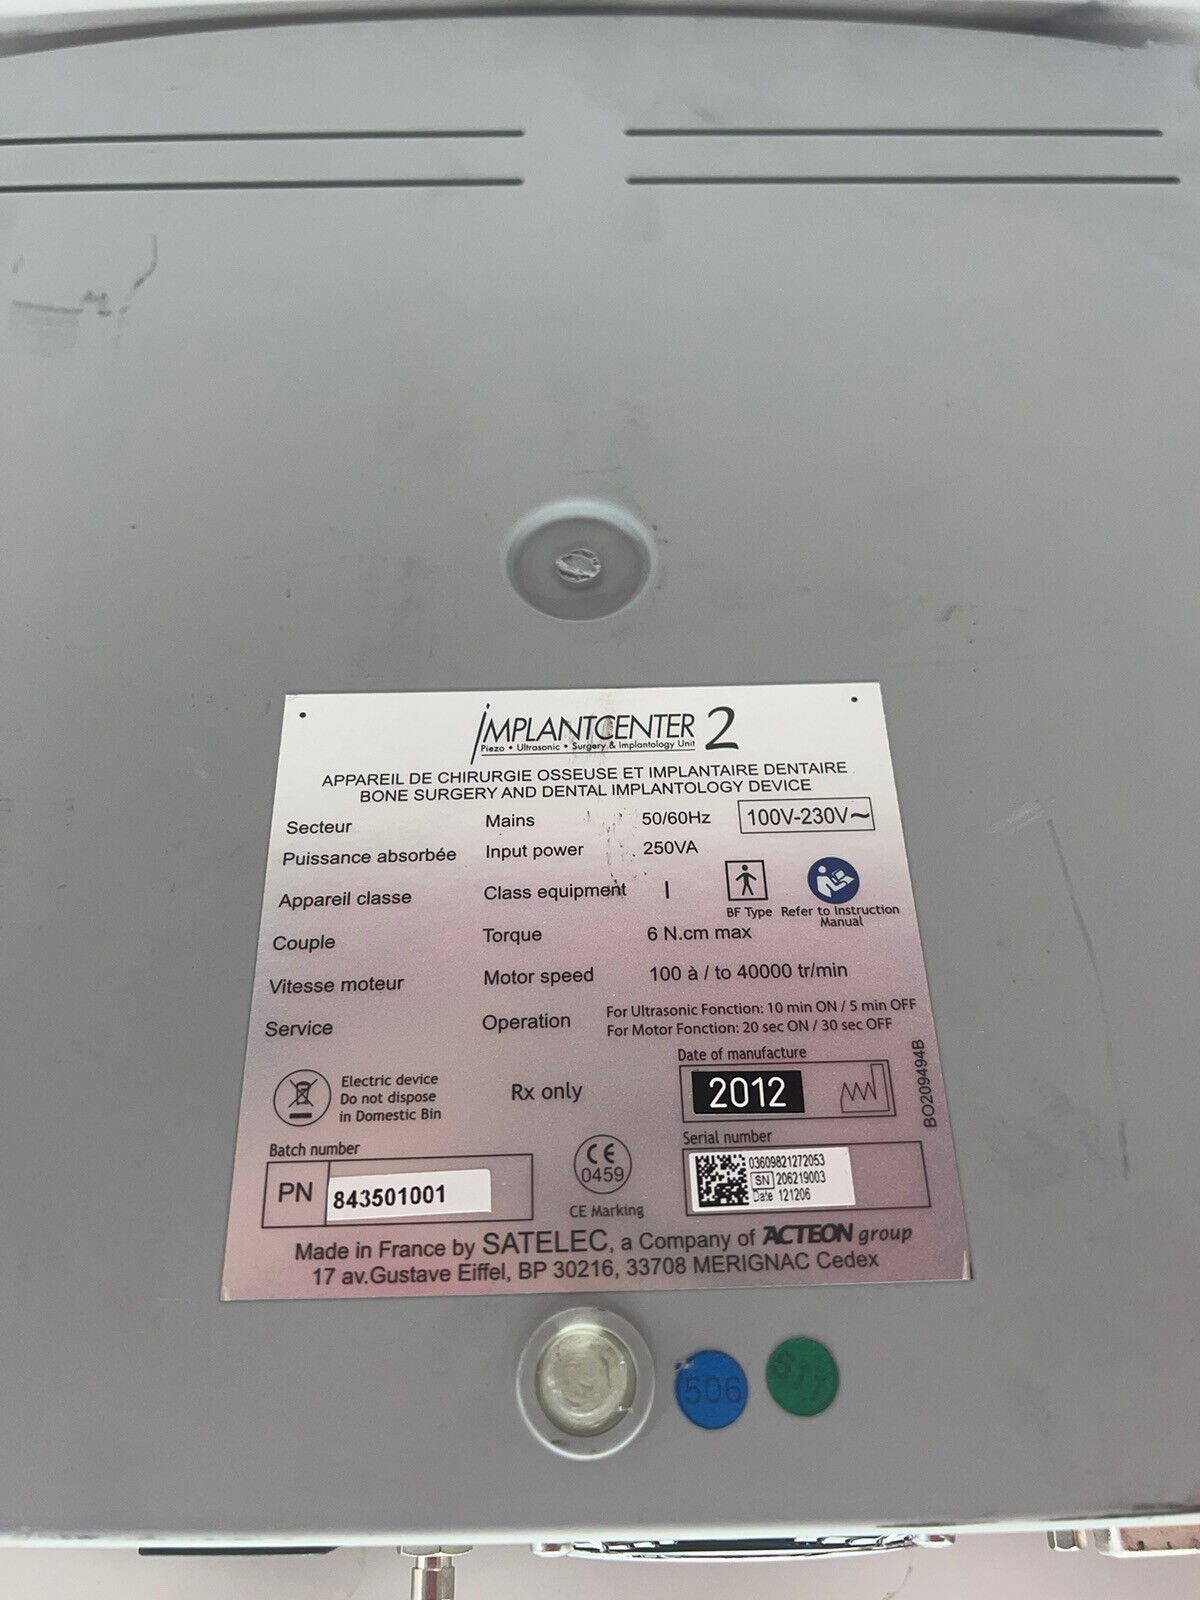 IMPLANTCENTER 2
Piezo • Ultrasonic • Surgery & Implantology Unit
APPAREIL DE CHIRURGIE OSSEUSE ET IMPLANTAIRE DENTAIRE
BONE SURGERY AND DENTAL IMPLANTOLOGY DEVICE
Secteur Mains 50/60Hz 100V-230V~
Puissance absorbée Input power 250VA
Appareil classe Class equipment I
BF Type Refer to Instruction
Manual
Couple Torque 6 N.cm max
Vitesse moteur Motor speed 100 à / to 40000 tr/min
Service Operation For Ultrasonic Fonction: 10 min ON / 5 min OFF
For Motor Fonction: 20 sec ON / 30 sec OFF
Electric device
Do not dispose
in Domestic Bin
Rx only
Date of manufacture
2012
BO209494B
Batch number
PN 843501001
CE
0459
CE Marking
Serial number
03609821272053
SN 206219003
Date 121206
Made in France by SATELEC, a Company of ACTEON group
17 av.Gustave Eiffel, BP 30216, 33708 MERIGNAC Cedex
506
511